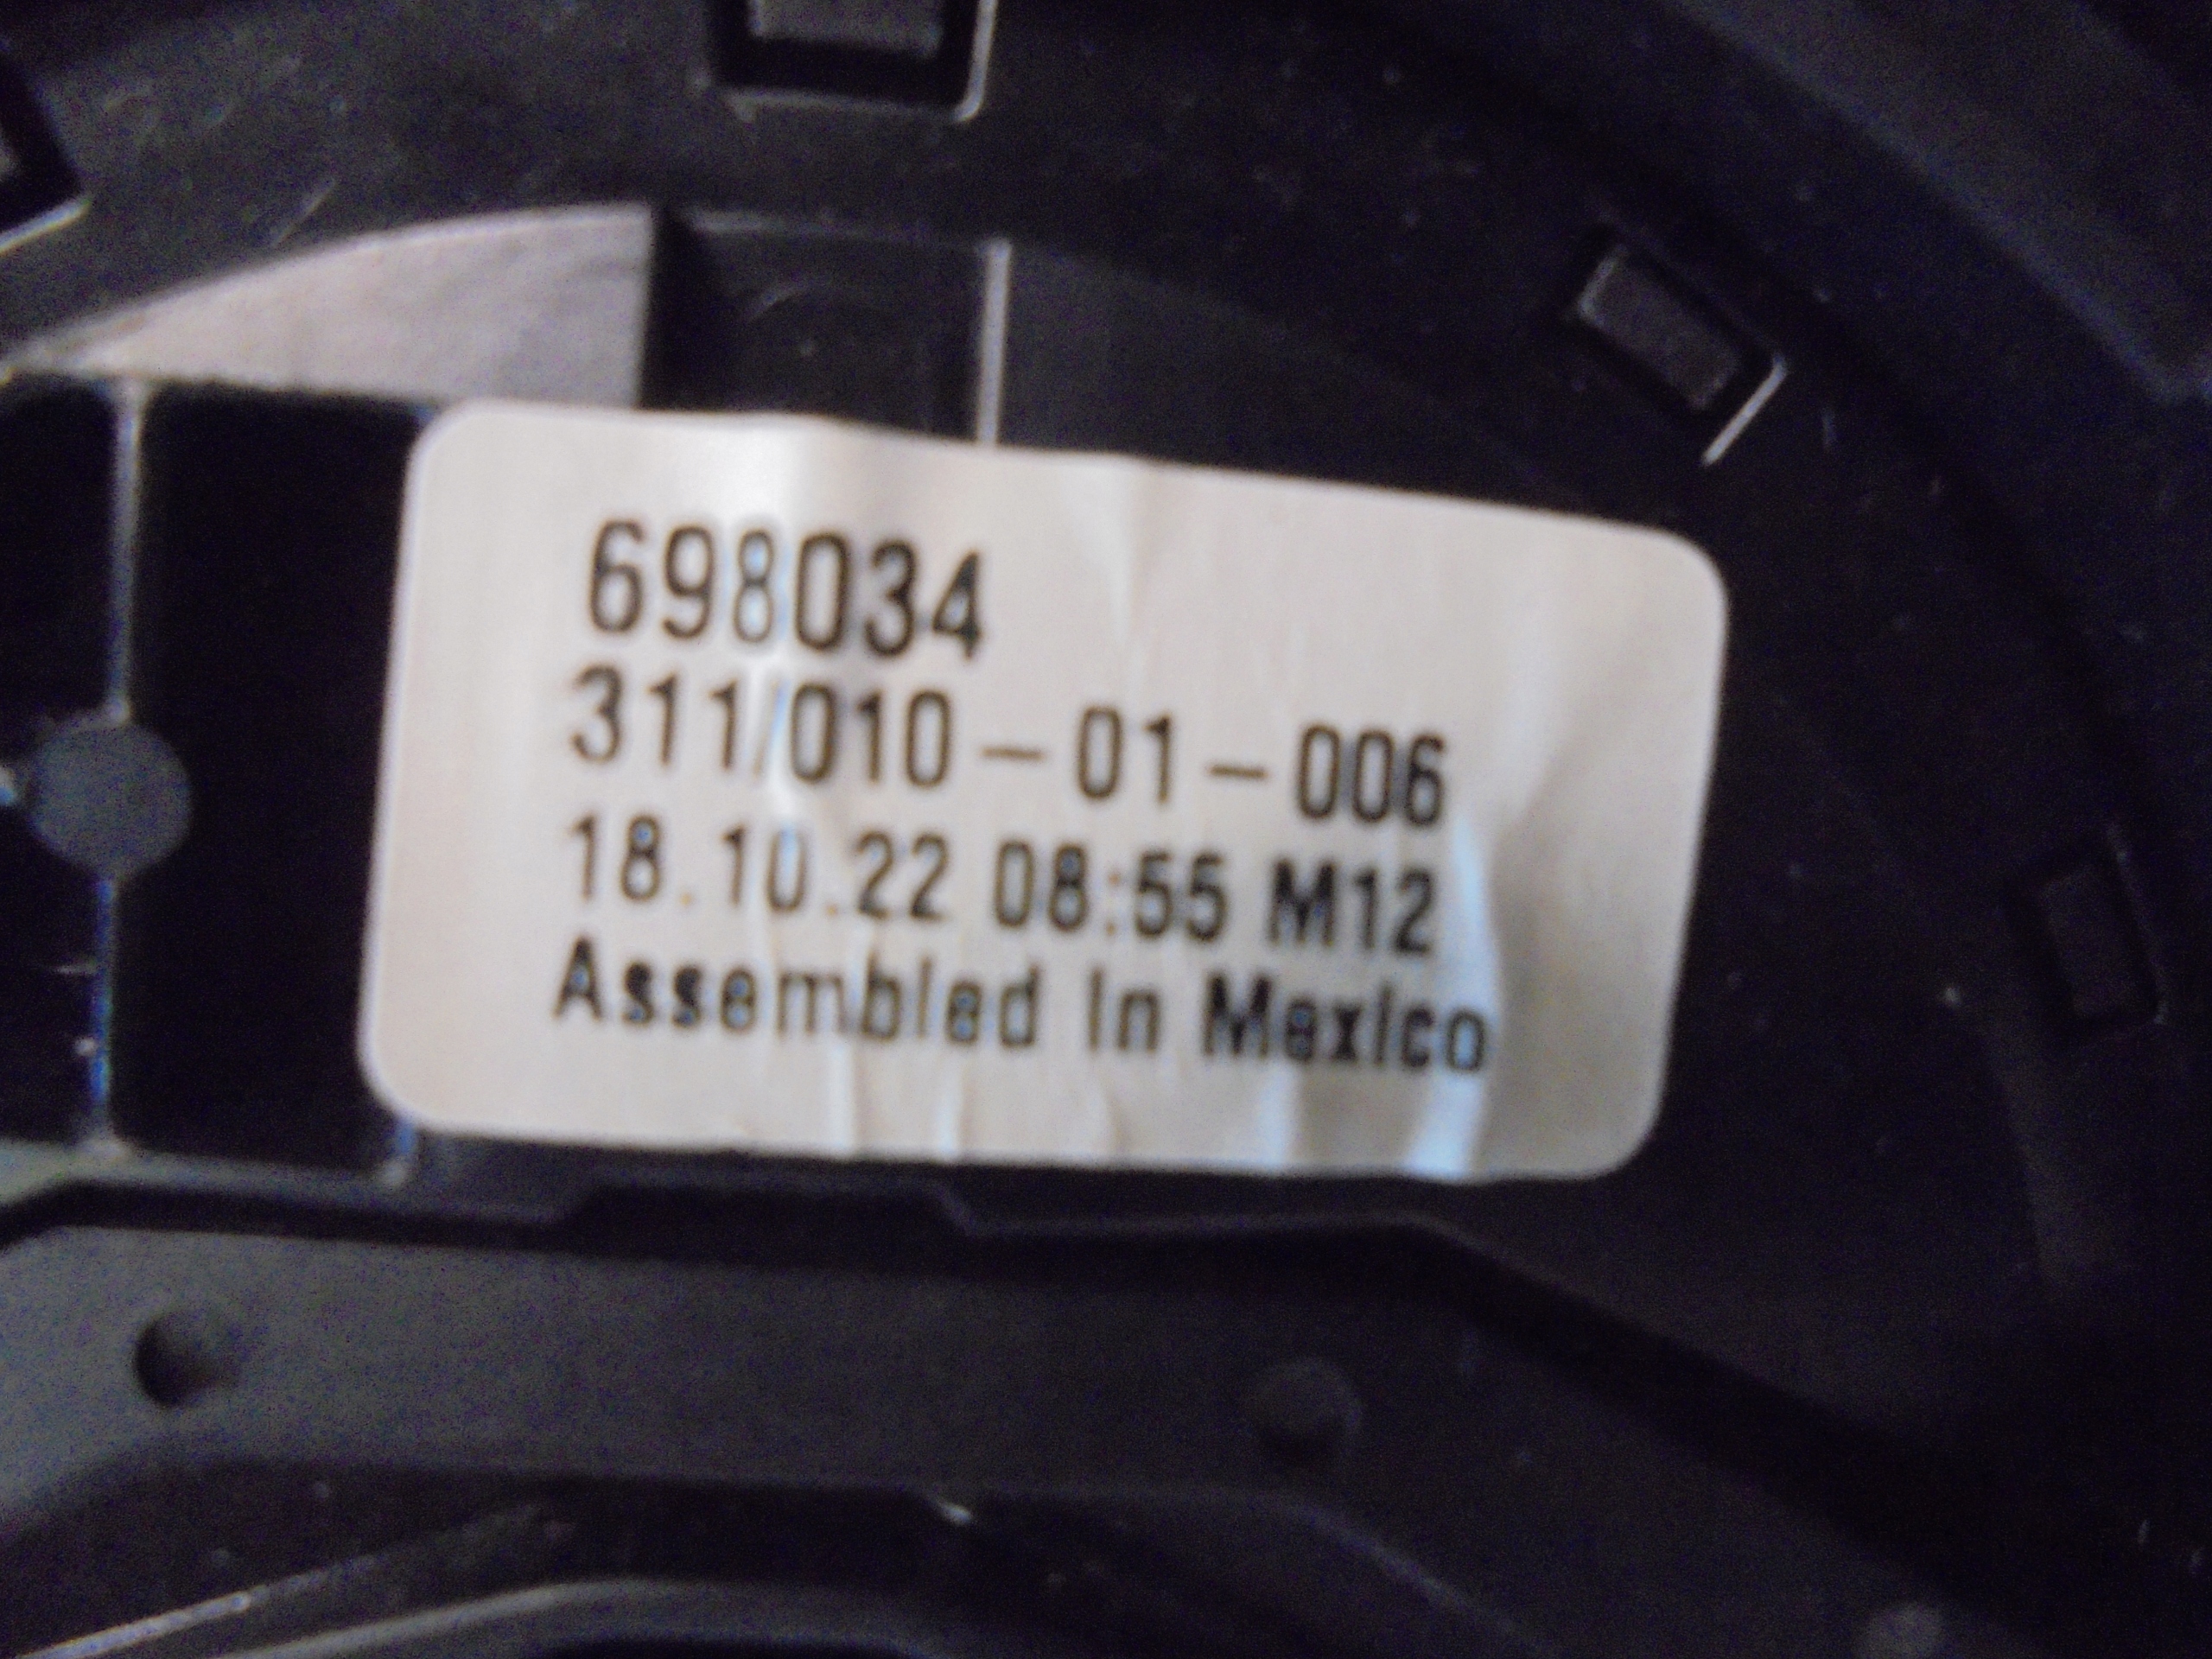 698034
311/010-01-006
18.10.22 08:55 M12
Assembled in Mexico